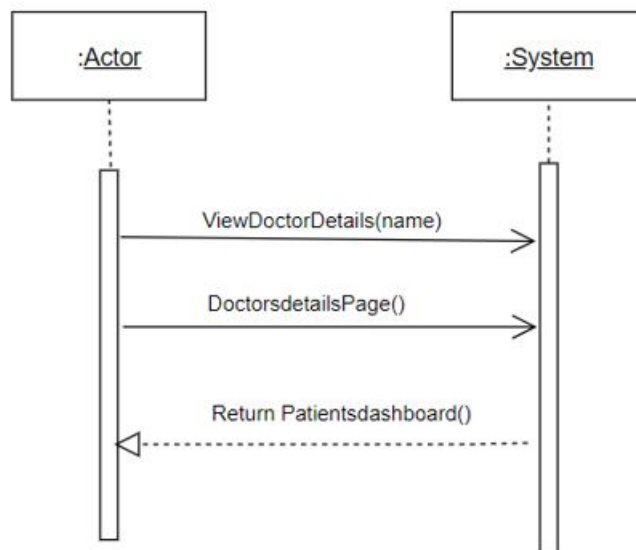 :Actor
:System
ViewDoctorDetails(name)
DoctorsdetailsPage()
Return Patientsdashboard()